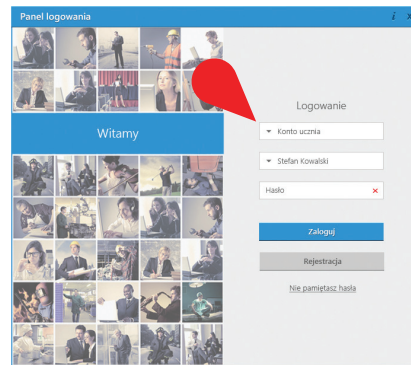 Panel logowania
i x
Witamy
Logowanie
Konto ucznia
Stefan Kowalski
Hasło ×
Zaloguj
Rejestracja
Nie pamiętasz hasła